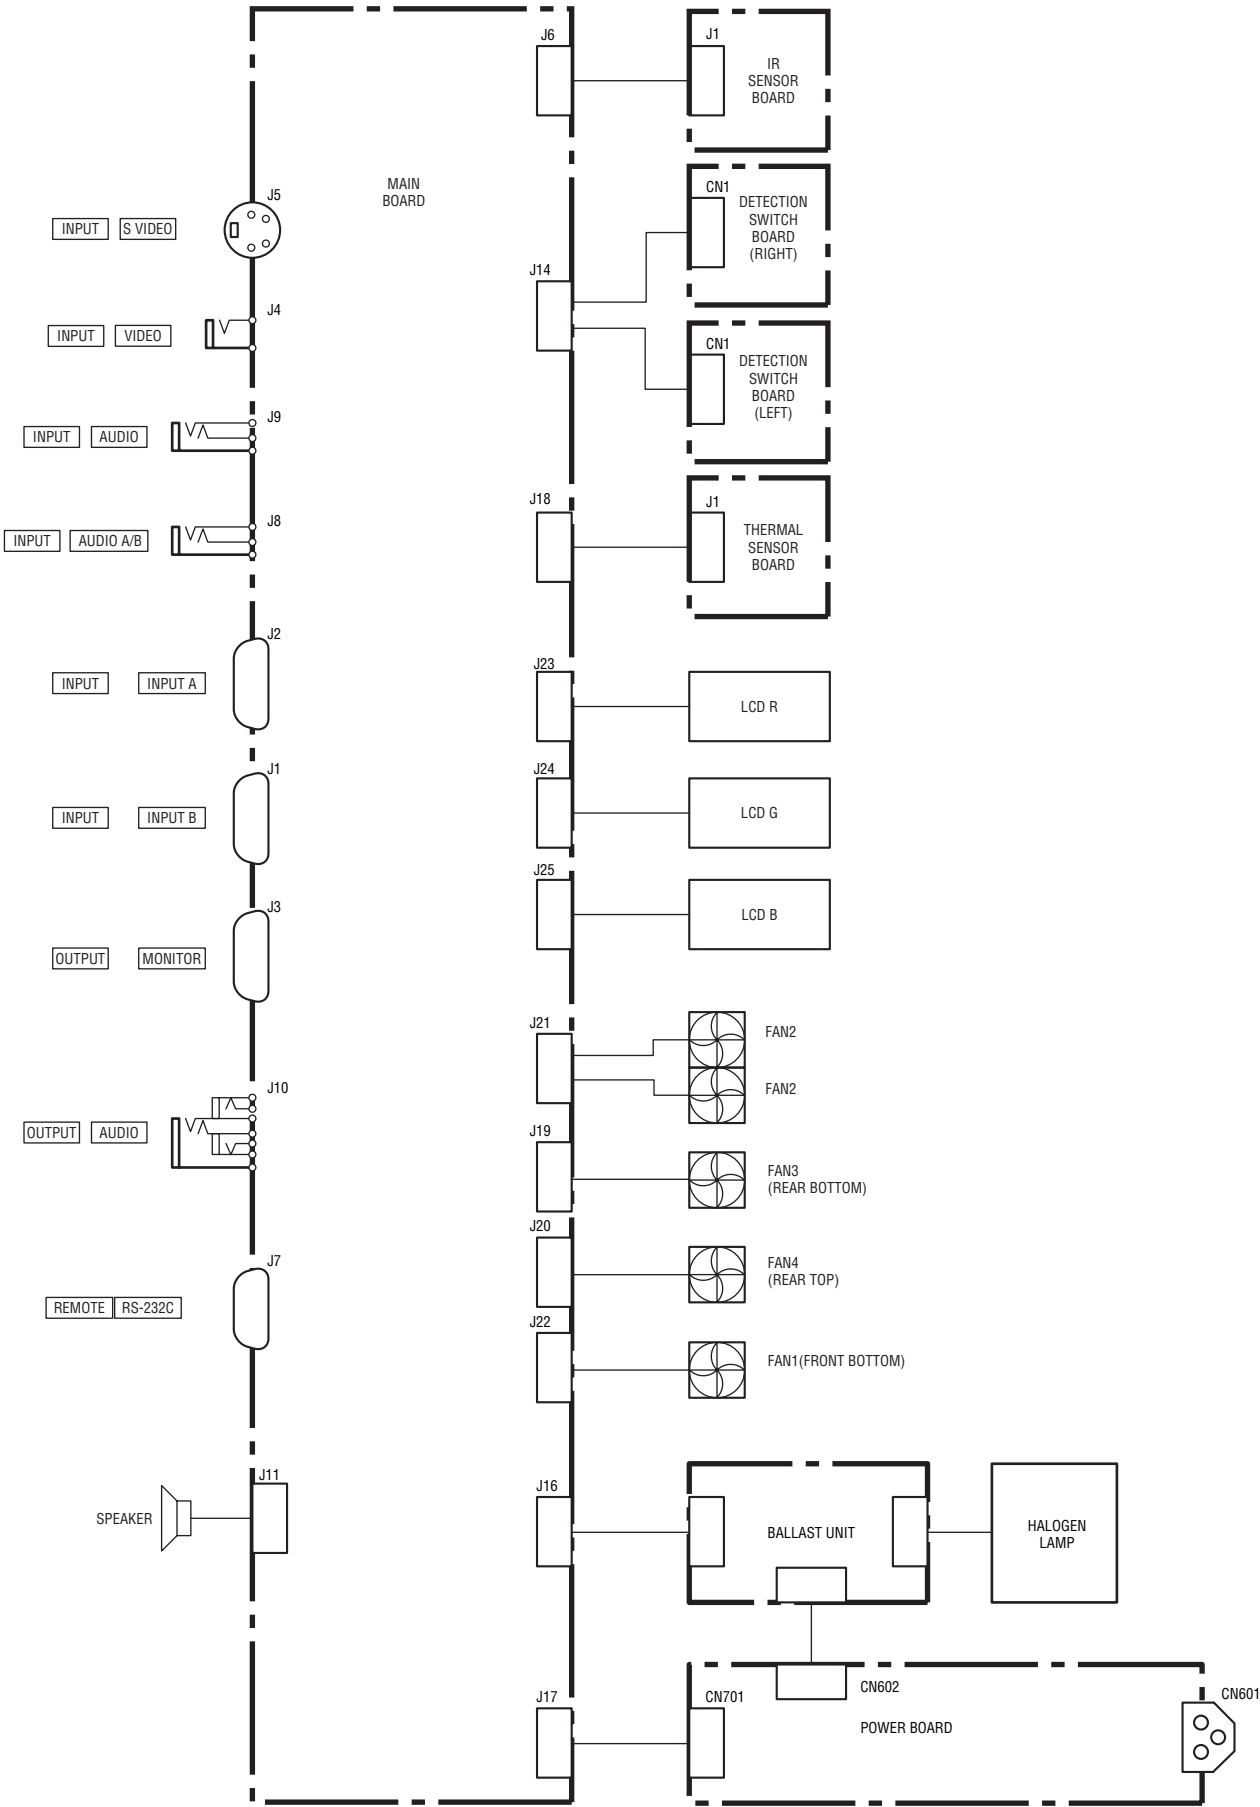 J6
J1
IR
SENSOR
BOARD
MAIN
BOARD
CN1
DETECTION
SWITCH
BOARD
(RIGHT)
J5
INPUT S VIDEO
J14
J4
INPUT VIDEO
CN1
DETECTION
SWITCH
BOARD
(LEFT)
J9
INPUT AUDIO
J18
J1
THERMAL
SENSOR
BOARD
J8
INPUT AUDIO A/B
J2
INPUT INPUT A
J23
LCD R
J1
INPUT INPUT B
J24
LCD G
J25
LCD B
J3
OUTPUT MONITOR
J21
FAN2
FAN2
J10
OUTPUT AUDIO
J19
FAN3
(REAR BOTTOM)
J20
FAN4
(REAR TOP)
J7
REMOTE RS-232C
J22
FAN1(FRONT BOTTOM)
J11
SPEAKER
J16
BALLAST UNIT
HALOGEN
LAMP
J17
CN701
CN602
POWER BOARD
CN601